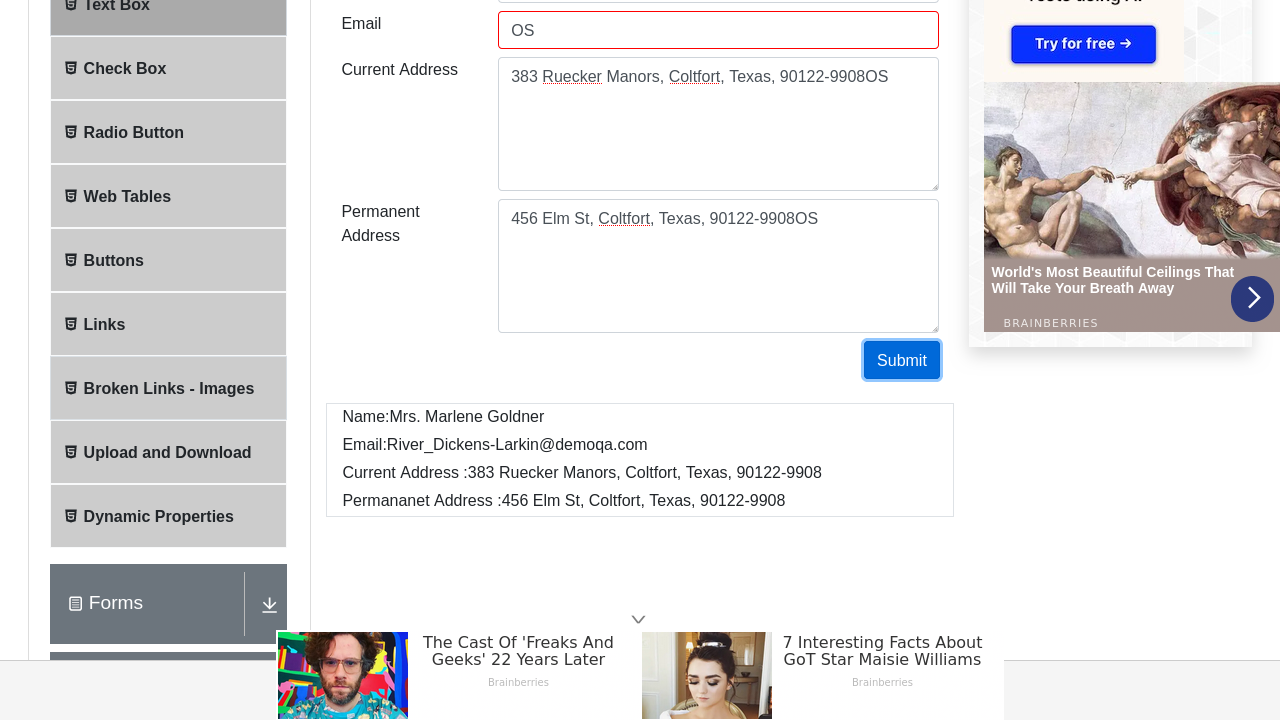 Text Box
Check Box
Radio Button
Web Tables
Buttons
Links
Broken Links - Images
Upload and Download
Dynamic Properties
Forms
Email
OS
Current Address
383 Ruecker Manors, Coltfort, Texas, 90122-9908OS
Permanent
Address
456 Elm St, Coltfort, Texas, 90122-9908OS
Submit
Name:Mrs. Marlene Goldner
Email:River_Dickens-Larkin@demoqa.com
Current Address :383 Ruecker Manors, Coltfort, Texas, 90122-9908
Permananet Address :456 Elm St, Coltfort, Texas, 90122-9908
Try for free →
World's Most Beautiful Ceilings That
Will Take Your Breath Away
BRAINBERRIES
The Cast Of 'Freaks And
Geeks' 22 Years Later
Brainberries
7 Interesting Facts About
GoT Star Maisie Williams
Brainberries